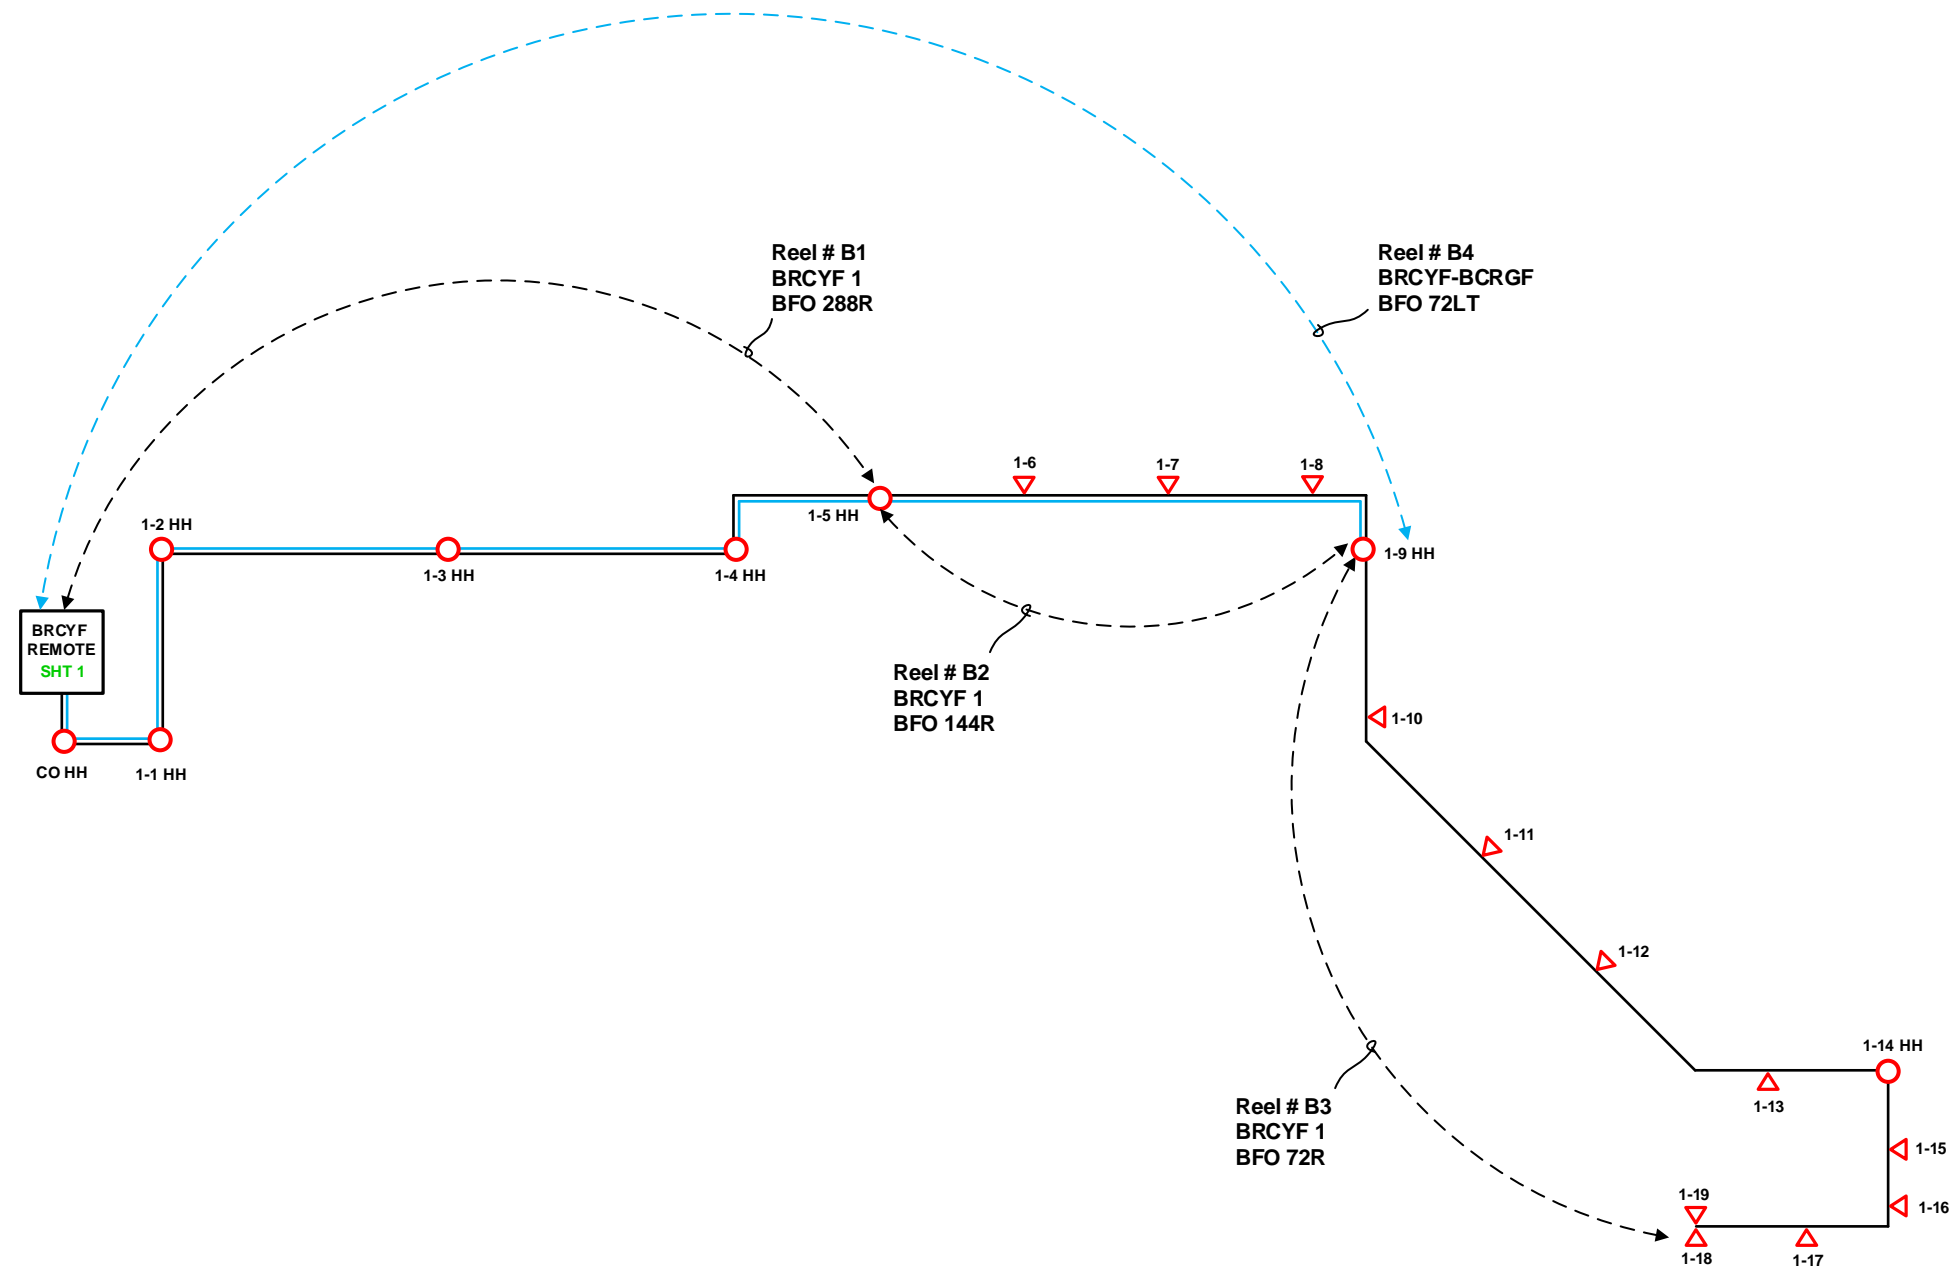 Reel # B1
BRCYF 1
BFO 288R
Reel # B4
BRCYF-BCRGF
BFO 72LT
1-6
1-7
1-8
1-5 HH
1-2 HH
1-3 HH
1-4 HH
1-9 HH
BRCYF
REMOTE
SHT 1
CO HH
1-1 HH
Reel # B2
BRCYF 1
BFO 144R
1-10
1-11
1-12
1-14 HH
1-13
Reel # B3
BRCYF 1
BFO 72R
1-15
1-16
1-19
1-18
1-17